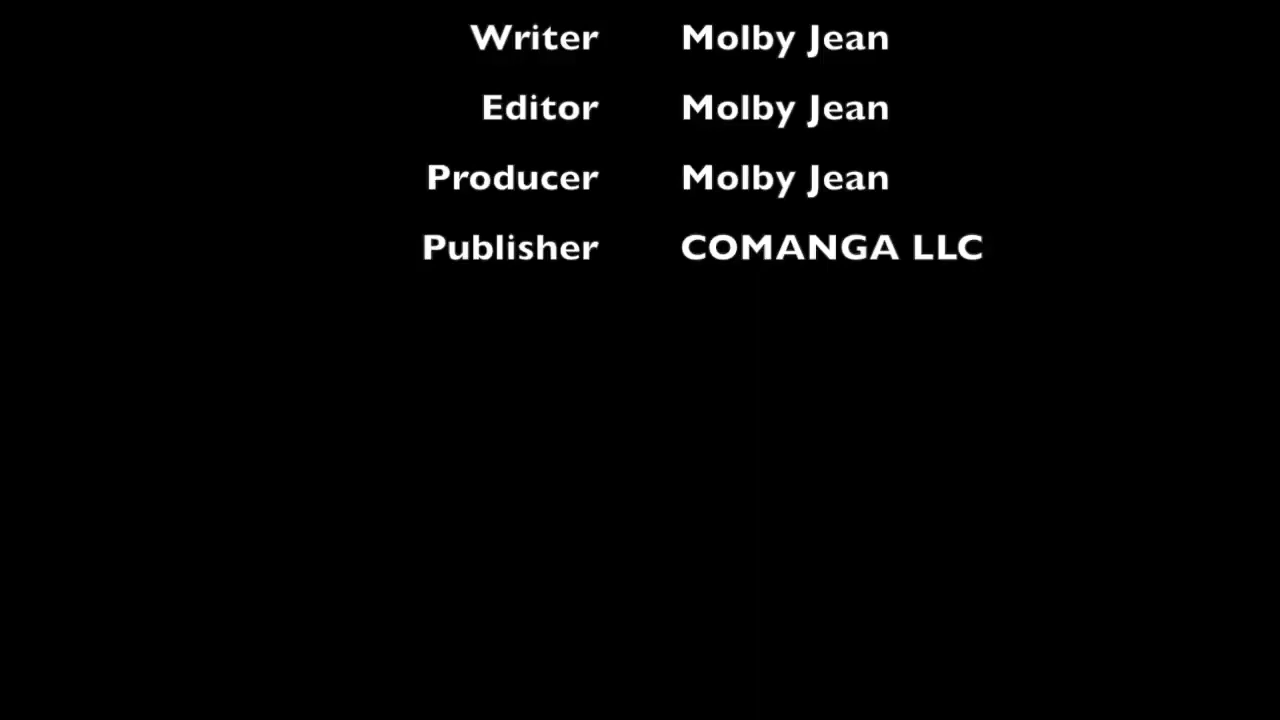 Writer Molby Jean
Editor Molby Jean
Producer Molby Jean
Publisher COMANGA LLC